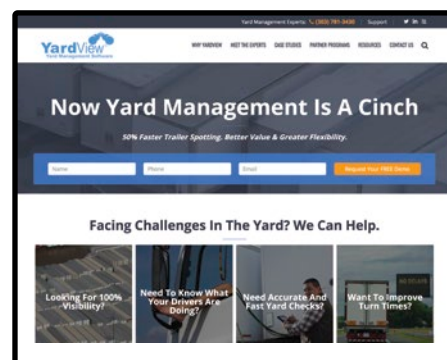 Yard Management Experts: (303) 781-3430 Support
YardView
Yard Management Software
WHY YARDVIEW MEET THE EXPERTS CASE STUDIES PARTNER PROGRAMS RESOURCES CONTACT US
Now Yard Management Is A Cinch
50% Faster Trailer Spotting. Better Value & Greater Flexibility.
Name Phone Email Request Your FREE Demo
Facing Challenges In The Yard? We Can Help.
Looking For 100%
Visibility?
Need To Know What
Your Drivers Are
Doing?
Need Accurate And
Fast Yard Checks?
Want To Improve
Turn Times?